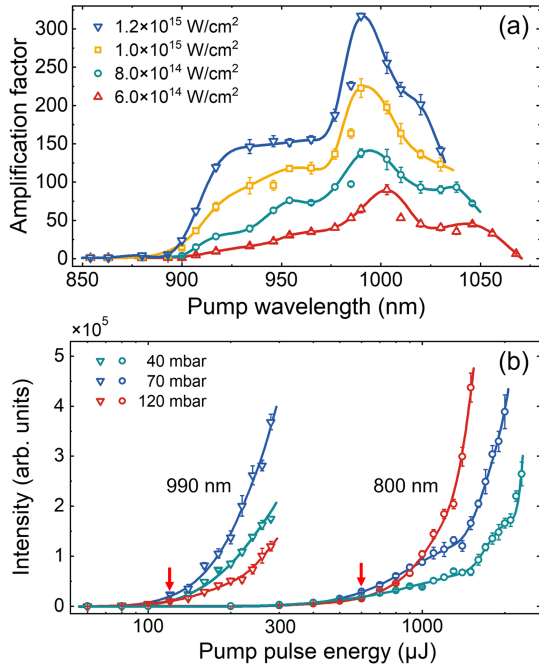 (a)
1.2×10¹⁵ W/cm²
1.0×10¹⁵ W/cm²
8.0×10¹⁴ W/cm²
6.0×10¹⁴ W/cm²
Amplification factor
300
250
200
150
100
50
0
850 900 950 1000 1050
Pump wavelength (nm)
×10⁵
(b)
40 mbar
70 mbar
120 mbar
990 nm
800 nm
Intensity (arb. units)
5
4
3
2
1
0
100 300 1000
Pump pulse energy (µJ)